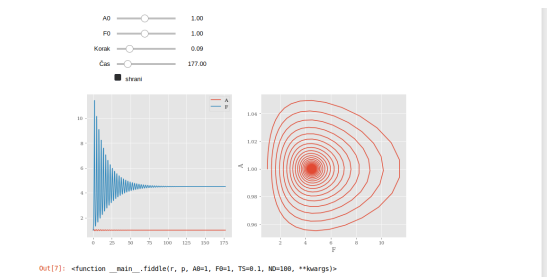 A0 1.00
F0 1.00
Korak 0.09
Čas 177.00
shrani
A
F
10
8
6
4
2
0 25 50 75 100 125 150 175
1.04
1.02
1.00
0.98
0.96
A
2 4 6 8 10
F
Out[7]: <function __main__.fiddle(r, p, A0=1, F0=1, TS=0.1, ND=100, **kwargs)>